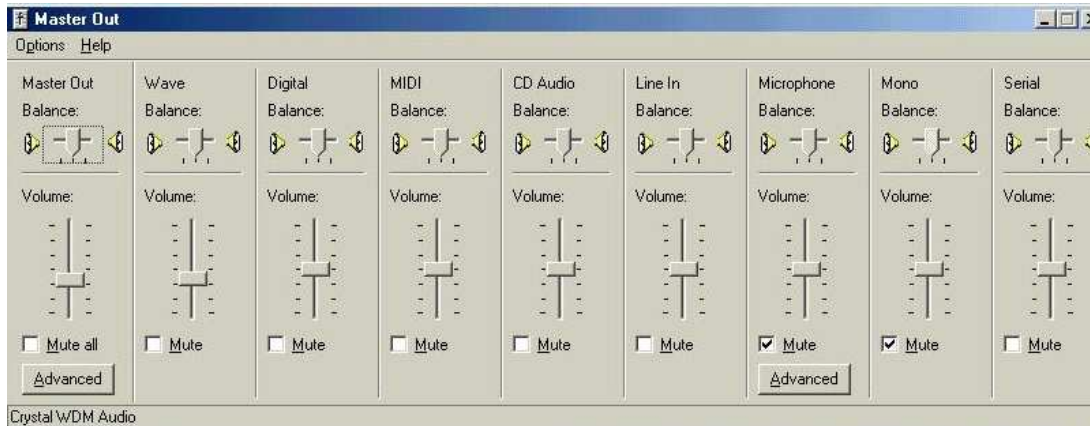 Master Out
Options Help
Master Out Wave Digital MIDI CD Audio Line In Microphone Mono Serial
Balance: Balance: Balance: Balance: Balance: Balance: Balance: Balance: Balance:
Volume: Volume: Volume: Volume: Volume: Volume: Volume: Volume: Volume:
Mute all Mute Mute Mute Mute Mute Mute Mute Mute
Advanced Advanced
Crystal WDM Audio